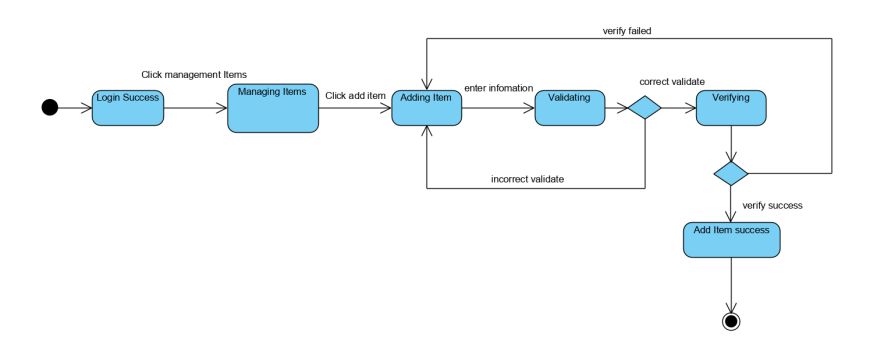 verify failed
Click management Items
correct validate
Login Success
Managing Items
Click add item
Adding Item
enter infomation
Validating
Verifying
incorrect validate
verify success
Add Item success